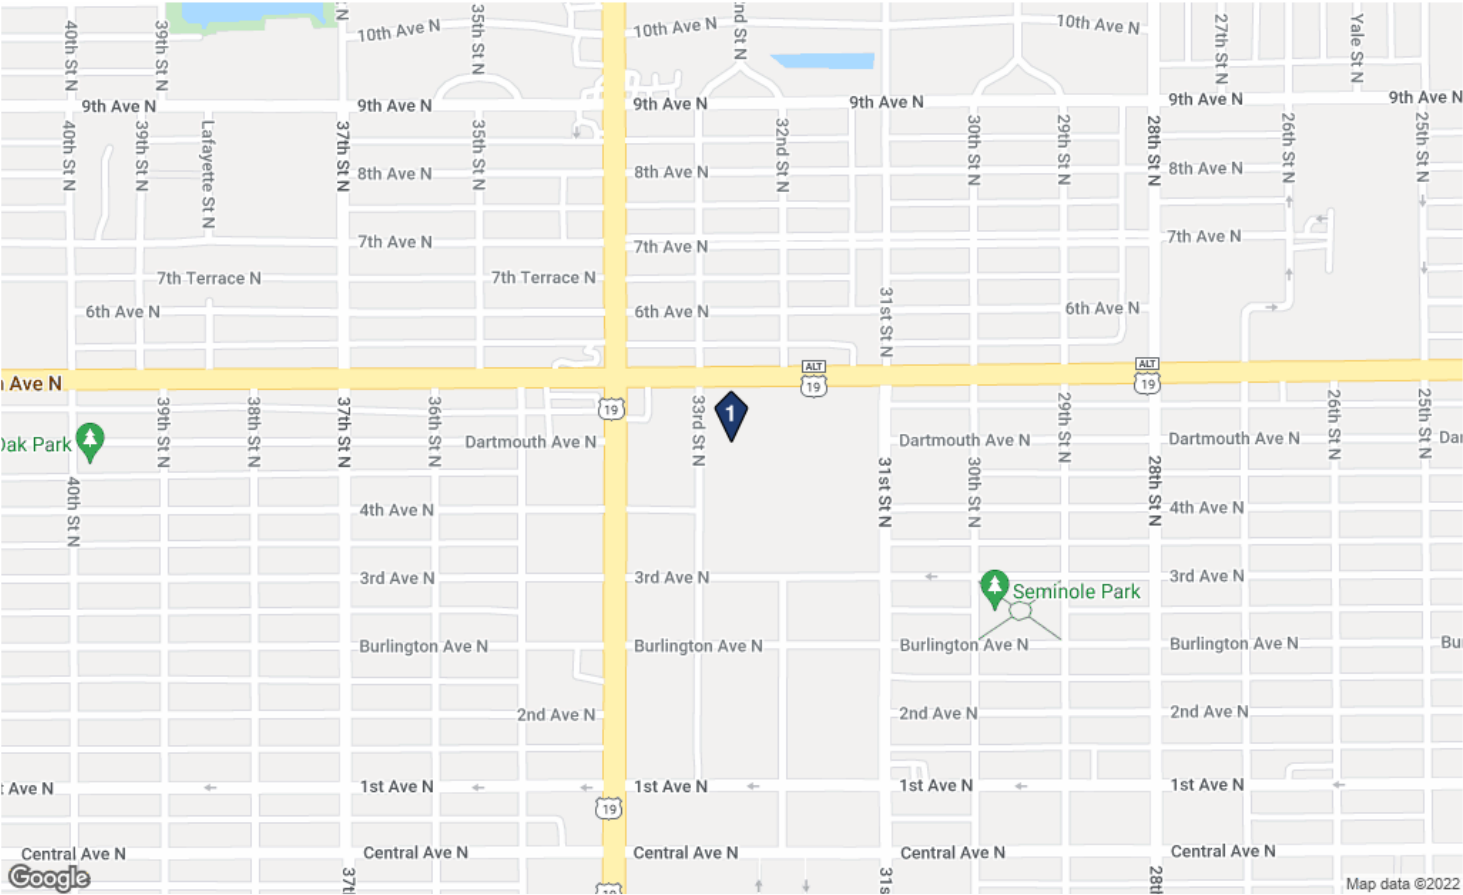 40th St N
39th St N
10th Ave N
35th St N
10th Ave N
10th Ave N
27th St N
Yale St N
9th Ave N
9th Ave N
9th Ave N
9th Ave N
9th Ave N
9th Ave N
40th St N
39th St N
Lafayette St N
37th St N
35th St N
32nd St N
30th St N
29th St N
28th St N
26th St N
25th St N
8th Ave N
8th Ave N
8th Ave N
7th Ave N
7th Ave N
7th Ave N
7th Terrace N
7th Terrace N
6th Ave N
6th Ave N
6th Ave N
31st St N
Ave N
ALT
19
ALT
19
19
1
39th St N
38th St N
37th St N
36th St N
33rd St N
29th St N
26th St N
25th St N
Oak Park
Dartmouth Ave N
Dartmouth Ave N
Dartmouth Ave N
Da
40th St N
31st St N
30th St N
28th St N
4th Ave N
4th Ave N
3rd Ave N
3rd Ave N
3rd Ave N
Seminole Park
Burlington Ave N
Burlington Ave N
Burlington Ave N
Burlington Ave N
Bu
2nd Ave N
2nd Ave N
2nd Ave N
t Ave N
1st Ave N
1st Ave N
1st Ave N
1st Ave N
19
Central Ave N
Central Ave N
Central Ave N
Central Ave N
Central Ave N
37t
31s
28t
19
Google
Map data ©2022